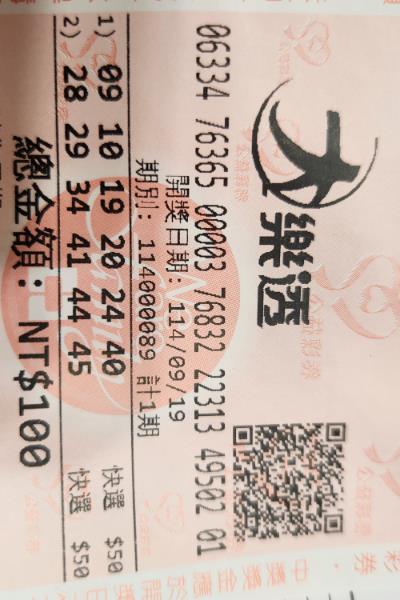 大樂透
06334 76365 00003 76832 22313 49502 01
開獎日期: 114/09/19
期別: 114000089 計1期
1) 09 10 19 20 24 40 快選 $50
2) 28 29 34 41 44 45 快選 $50
總金額: NT$100